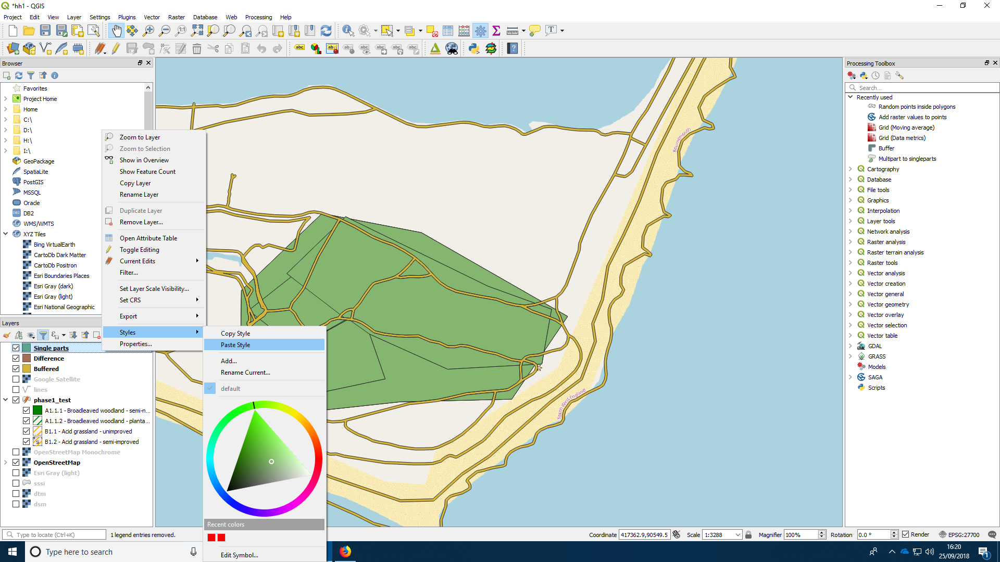 *hh1 - QGIS
Project Edit View Layer Settings Plugins Vector Raster Database Web Processing Help
Browser
Favorites
Project Home
Home
C:\
D:\
H:\
I:\
GeoPackage
SpatiaLite
PostGIS
MSSQL
Oracle
DB2
WMS/WMTS
XYZ Tiles
Bing VirtualEarth
CartoDb Dark Matter
CartoDb Positron
Esri Boundaries Places
Esri Gray (dark)
Esri Gray (light)
Esri National Geographic
Layers
Single parts
Difference
Buffered
Google Satellite
lines
phase1_test
A1.1.1 - Broadleaved woodland - semi-n...
A1.1.2 - Broadleaved woodland - planta...
B1.1 - Acid grassland - unimproved
B1.2 - Acid grassland - semi-improved
OpenStreetMap Monochrome
OpenStreetMap
Esri Gray (light)
sssi
dtm
dsm
Zoom to Layer
Zoom to Selection
Show in Overview
Show Feature Count
Copy Layer
Rename Layer
Duplicate Layer
Remove Layer...
Open Attribute Table
Toggle Editing
Current Edits
Filter...
Set Layer Scale Visibility...
Set CRS
Export
Styles
Properties...
Copy Style
Paste Style
Add...
Rename Current...
default
Recent colors
Edit Symbol...
Bournemouth
South West England
Processing Toolbox
Search...
Recently used
Random points inside polygons
Add raster values to points
Grid (Moving average)
Grid (Data metrics)
Buffer
Multipart to singleparts
Cartography
Database
File tools
Graphics
Interpolation
Layer tools
Network analysis
Raster analysis
Raster terrain analysis
Raster tools
Vector analysis
Vector creation
Vector general
Vector geometry
Vector overlay
Vector selection
Vector table
GDAL
GRASS
Models
SAGA
Scripts
Type to locate (Ctrl+K) 1 legend entries removed. Coordinate 417362.9,90549.5 Scale 1:3288 Magnifier 100% Rotation 0.0 ° Render EPSG:27700
Type here to search
16:20
25/09/2018
1